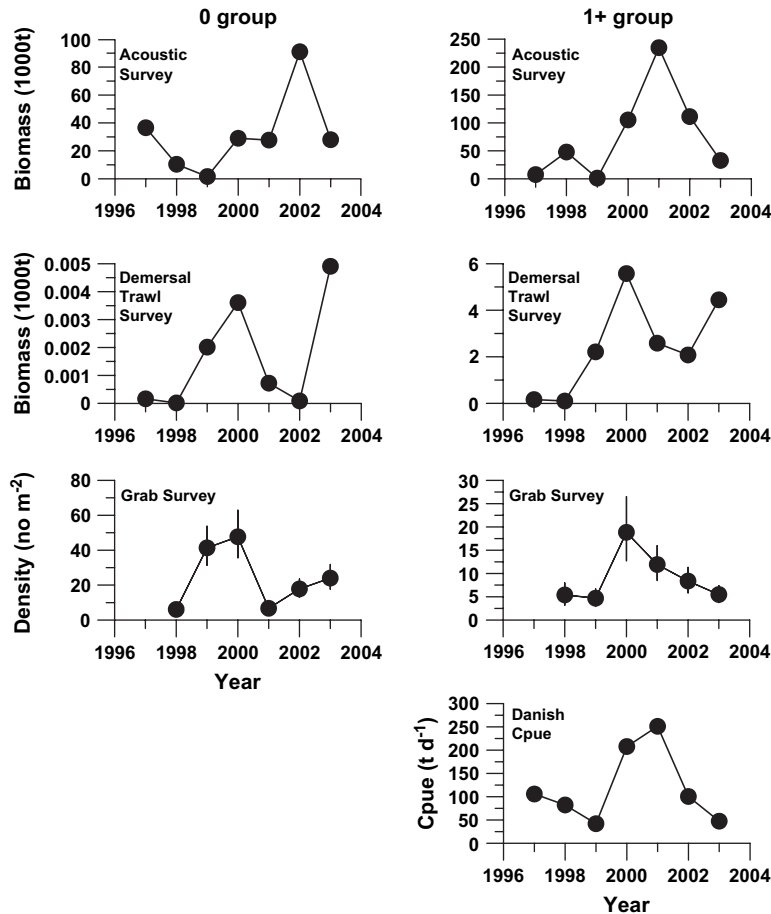 0 group
1+ group
Biomass (1000t)
100
80
60
40
20
0
Acoustic
Survey
1996 1998 2000 2002 2004
250
200
150
100
50
0
Acoustic
Survey
1996 1998 2000 2002 2004
Biomass (1000t)
0.005
0.004
0.003
0.002
0.001
0
Demersal
Trawl
Survey
1996 1998 2000 2002 2004
6
4
2
0
Demersal
Trawl
Survey
1996 1998 2000 2002 2004
Density (no m⁻²)
80
60
40
20
0
Grab Survey
1996 1998 2000 2002 2004
Year
30
25
20
15
10
5
0
Grab Survey
1996 1998 2000 2002 2004
Cpue (t d⁻¹)
300
250
200
150
100
50
0
Danish
Cpue
1996 1998 2000 2002 2004
Year